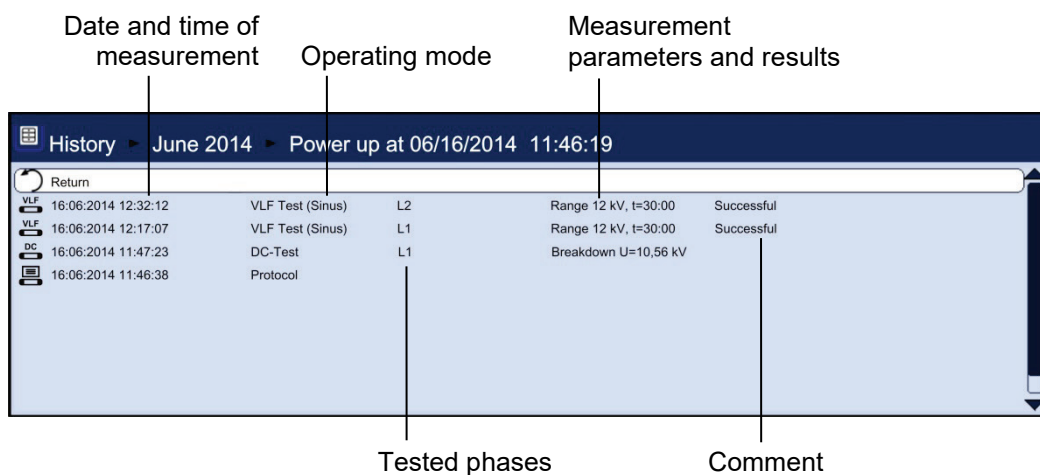 Date and time of
measurement
Operating mode
Measurement
parameters and results
History ► June 2014 ► Power up at 06/16/2014 11:46:19
Return
VLF 16:06:2014 12:32:12 VLF Test (Sinus) L2 Range 12 kV, t=30:00 Successful
VLF 16:06:2014 12:17:07 VLF Test (Sinus) L1 Range 12 kV, t=30:00 Successful
DC 16:06:2014 11:47:23 DC-Test L1 Breakdown U=10,56 kV
16:06:2014 11:46:38 Protocol
Tested phases
Comment